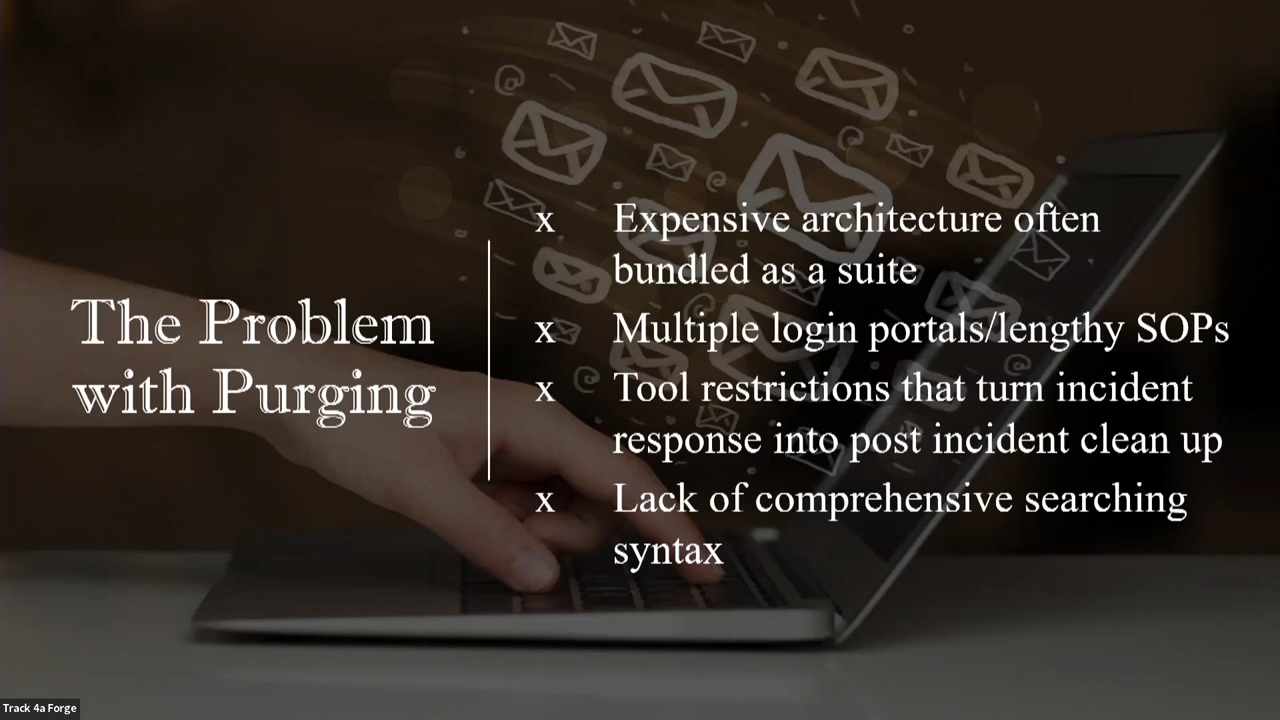 The Problem
with Purging
x Expensive architecture often
bundled as a suite
x Multiple login portals/lengthy SOPs
x Tool restrictions that turn incident
response into post incident clean up
x Lack of comprehensive searching
syntax
Track 4a Forge